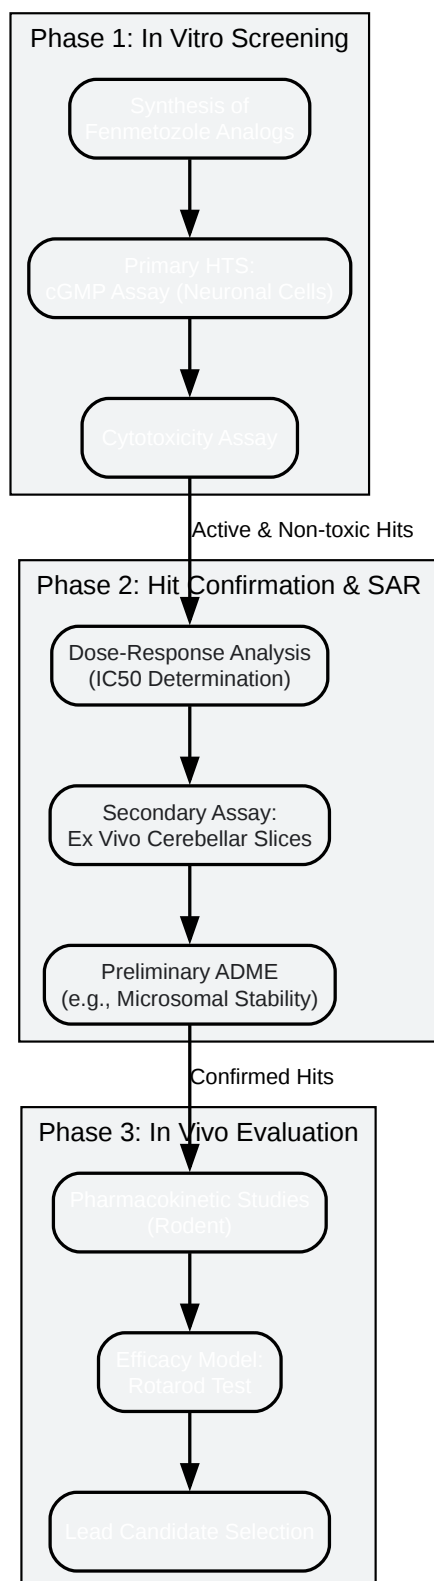 Phase 1: In Vitro Screening
Synthesis of
Fenmetozole Analogs
Primary HTS:
cGMP Assay (Neuronal Cells)
Cytotoxicity Assay
Active & Non-toxic Hits
Phase 2: Hit Confirmation & SAR
Dose-Response Analysis
(IC50 Determination)
Secondary Assay:
Ex Vivo Cerebellar Slices
Preliminary ADME
(e.g., Microsomal Stability)
Confirmed Hits
Phase 3: In Vivo Evaluation
Pharmacokinetic Studies
(Rodent)
Efficacy Model:
Rotarod Test
Lead Candidate Selection